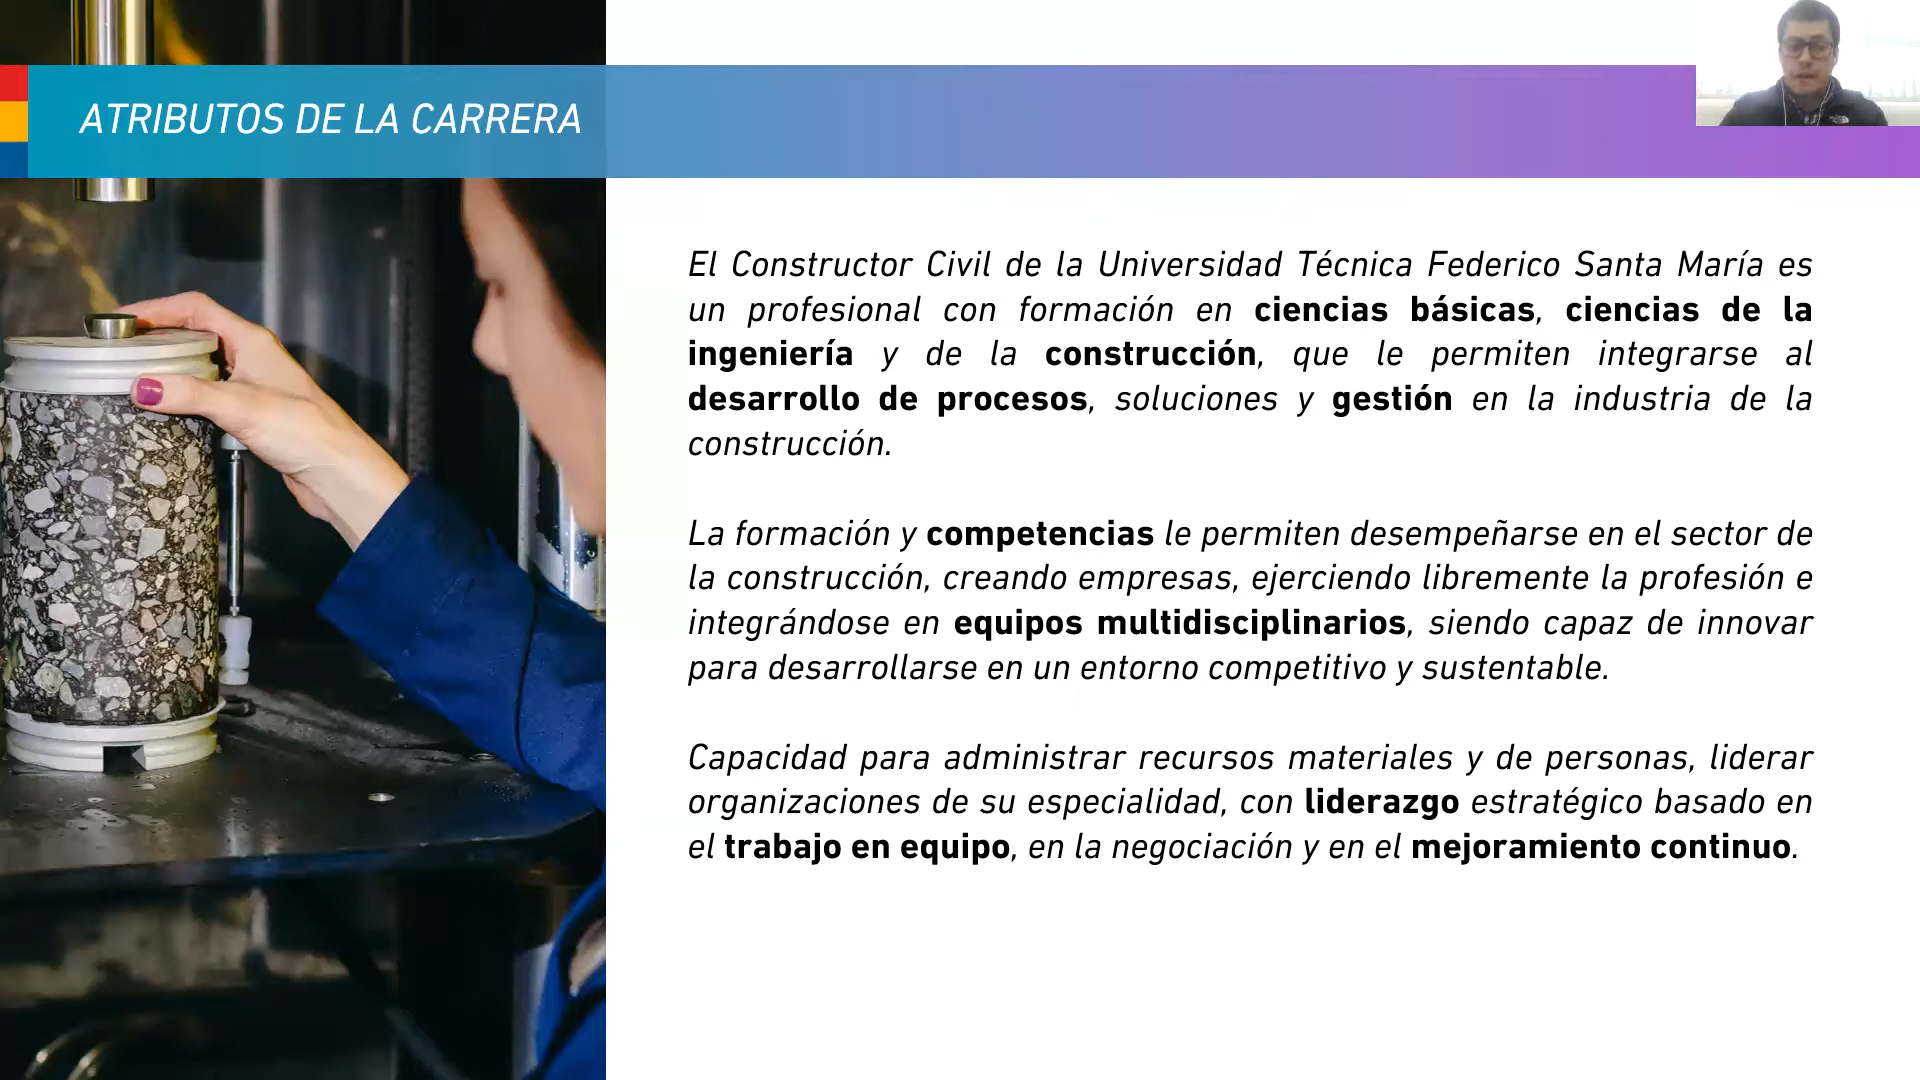 ATRIBUTOS DE LA CARRERA
El Constructor Civil de la Universidad Técnica Federico Santa María es
un profesional con formación en ciencias básicas, ciencias de la
ingeniería y de la construcción, que le permiten integrarse al
desarrollo de procesos, soluciones y gestión en la industria de la
construcción.
La formación y competencias le permiten desempeñarse en el sector de
la construcción, creando empresas, ejerciendo libremente la profesión e
integrándose en equipos multidisciplinarios, siendo capaz de innovar
para desarrollarse en un entorno competitivo y sustentable.
Capacidad para administrar recursos materiales y de personas, liderar
organizaciones de su especialidad, con liderazgo estratégico basado en
el trabajo en equipo, en la negociación y en el mejoramiento continuo.